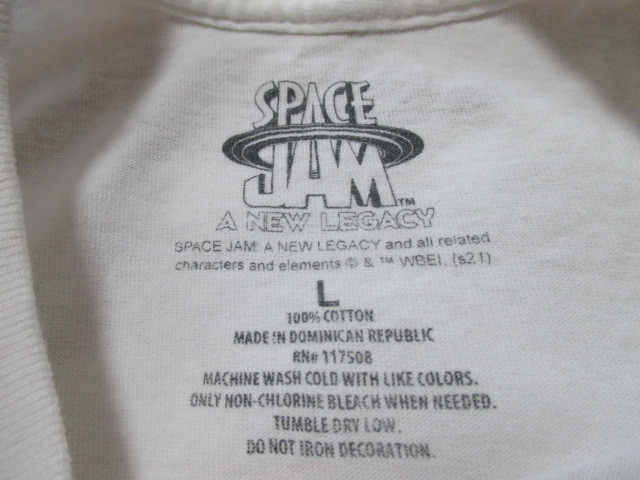 SPACE
JAM™
A NEW LEGACY
SPACE JAM: A NEW LEGACY and all related
characters and elements © & ™ WBEI. (s21)
L
100% COTTON
MADE IN DOMINICAN REPUBLIC
RN# 117508
MACHINE WASH COLD WITH LIKE COLORS.
ONLY NON-CHLORINE BLEACH WHEN NEEDED.
TUMBLE DRY LOW.
DO NOT IRON DECORATION.